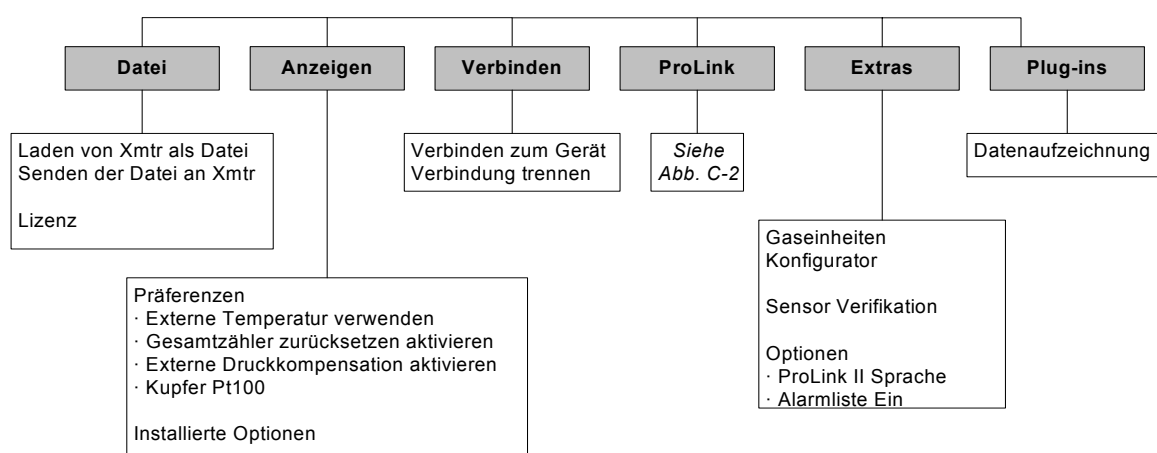 Datei
Anzeigen
Verbinden
ProLink
Extras
Plug-ins
Laden von Xmtr als Datei
Senden der Datei an Xmtr
Lizenz
Verbinden zum Gerät
Verbindung trennen
Siehe
Abb. C-2
Datenaufzeichnung
Präferenzen
· Externe Temperatur verwenden
· Gesamtzähler zurücksetzen aktivieren
· Externe Druckkompensation aktivieren
· Kupfer Pt100
Installierte Optionen
Gaseinheiten
Konfigurator
Sensor Verifikation
Optionen
· ProLink II Sprache
· Alarmliste Ein